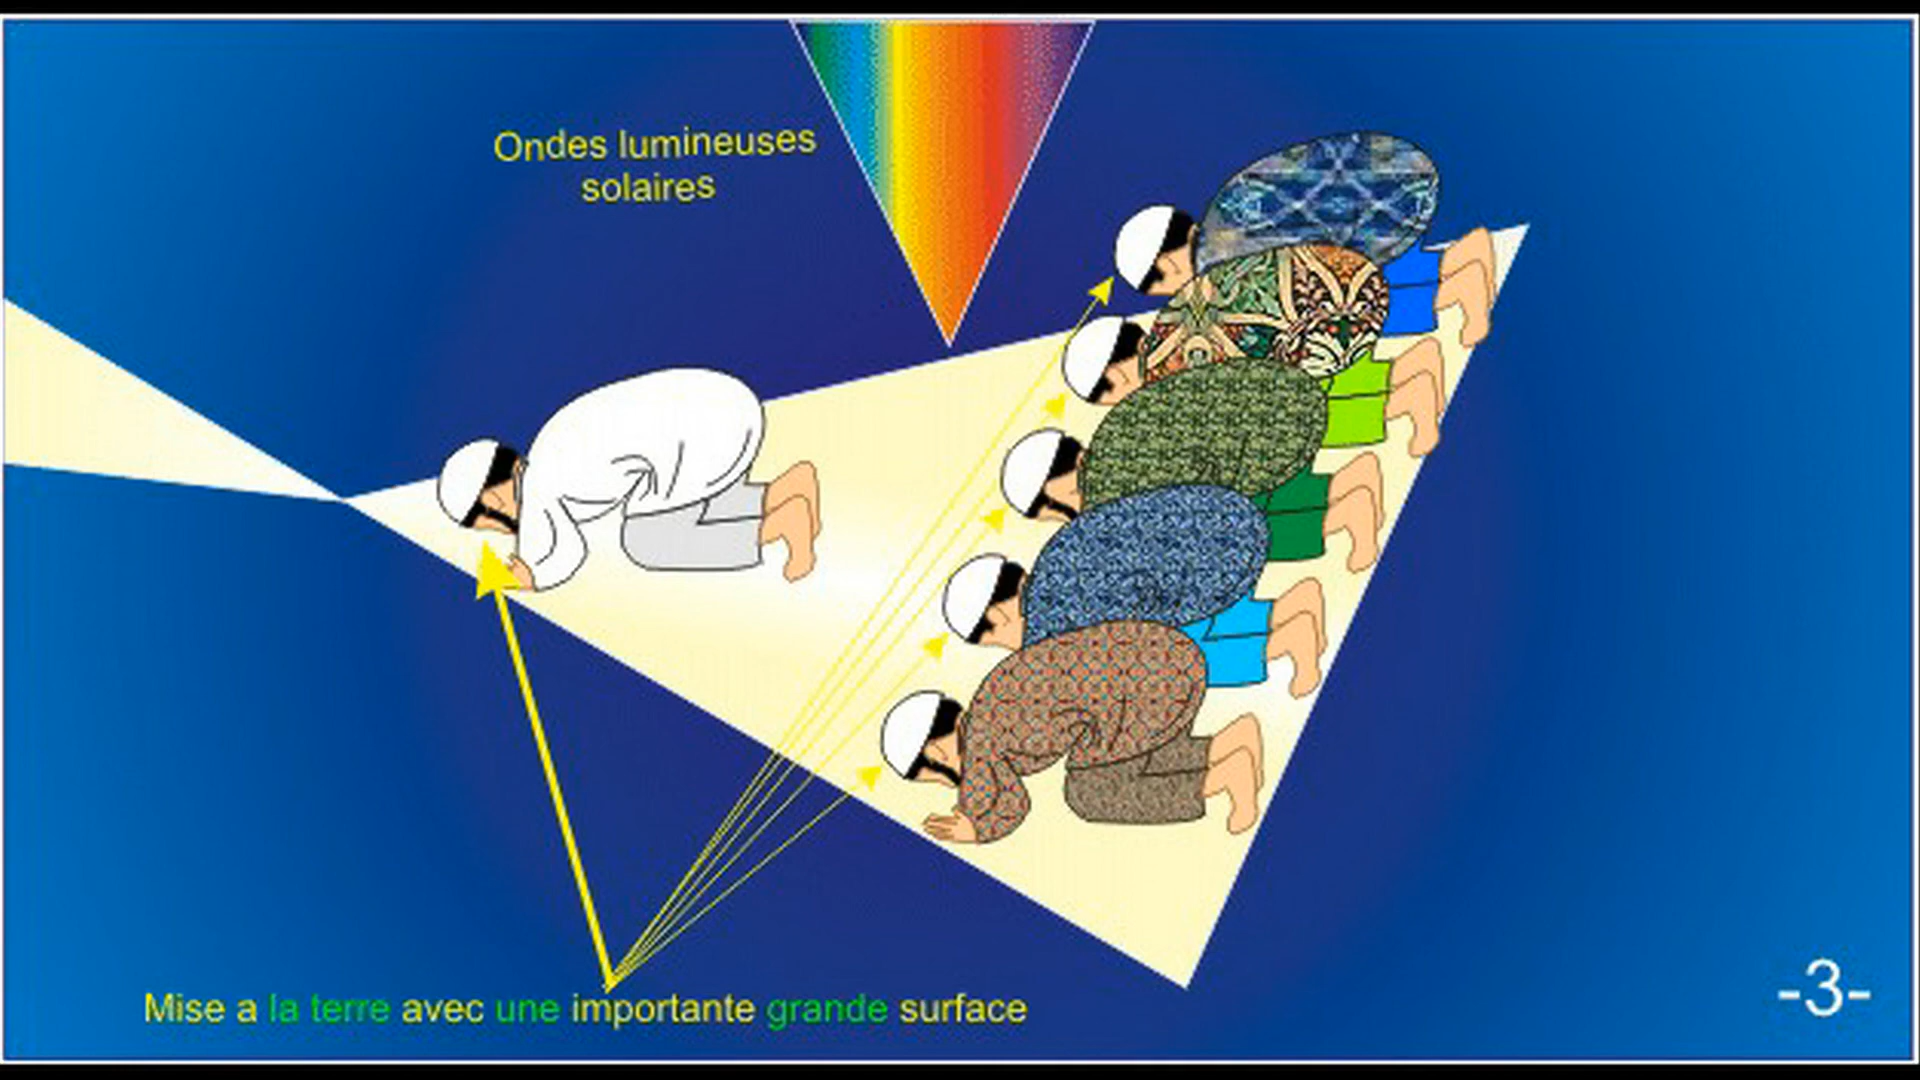 Ondes lumineuses
solaires
Mise a la terre avec une importante grande surface
-3-